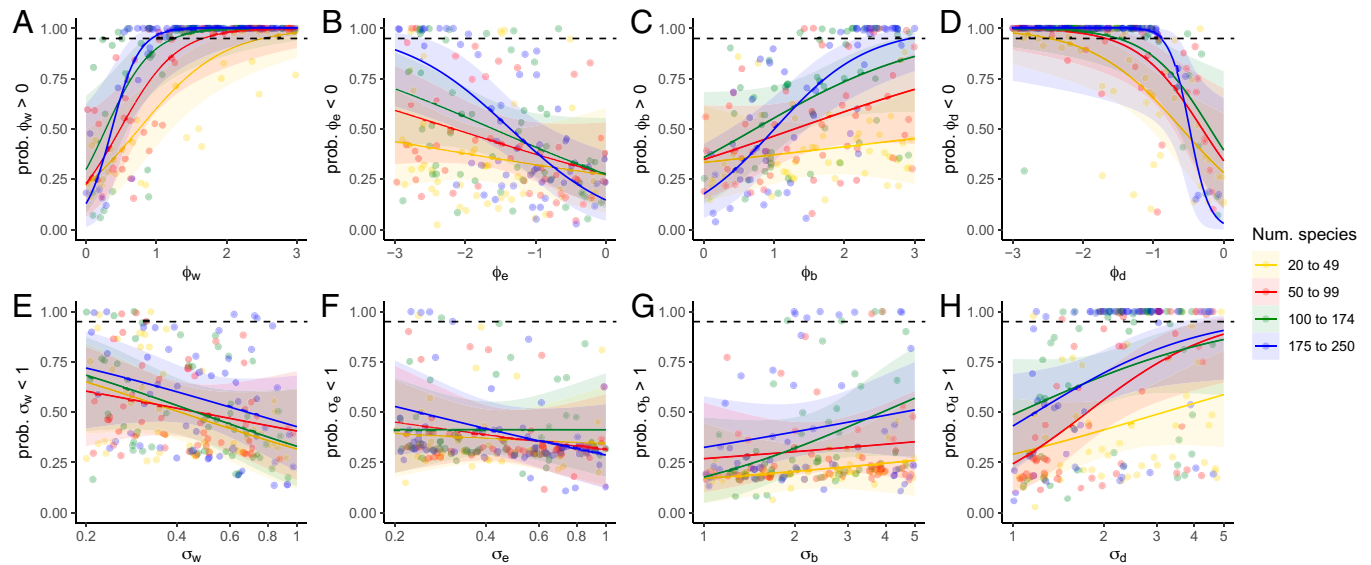 A
prob. ϕw > 0
1.00
0.75
0.50
0.25
0.00
0 1 2 3
ϕw
B
prob. ϕe < 0
1.00
0.75
0.50
0.25
0.00
−3 −2 −1 0
ϕe
C
prob. ϕb > 0
1.00
0.75
0.50
0.25
0.00
0 1 2 3
ϕb
D
prob. ϕd < 0
1.00
0.75
0.50
0.25
0.00
−3 −2 −1 0
ϕd
E
prob. σw < 1
1.00
0.75
0.50
0.25
0.00
0.2 0.4 0.6 1
σw
F
prob. σe < 1
1.00
0.75
0.50
0.25
0.00
0.2 0.4 0.6 1
σe
G
prob. σb > 1
1.00
0.75
0.50
0.25
0.00
1 2 3 4 5
σb
H
prob. σd > 1
1.00
0.75
0.50
0.25
0.00
1 2 3 4 5
σd
Num. species
20 to 49
50 to 99
100 to 174
175 to 250